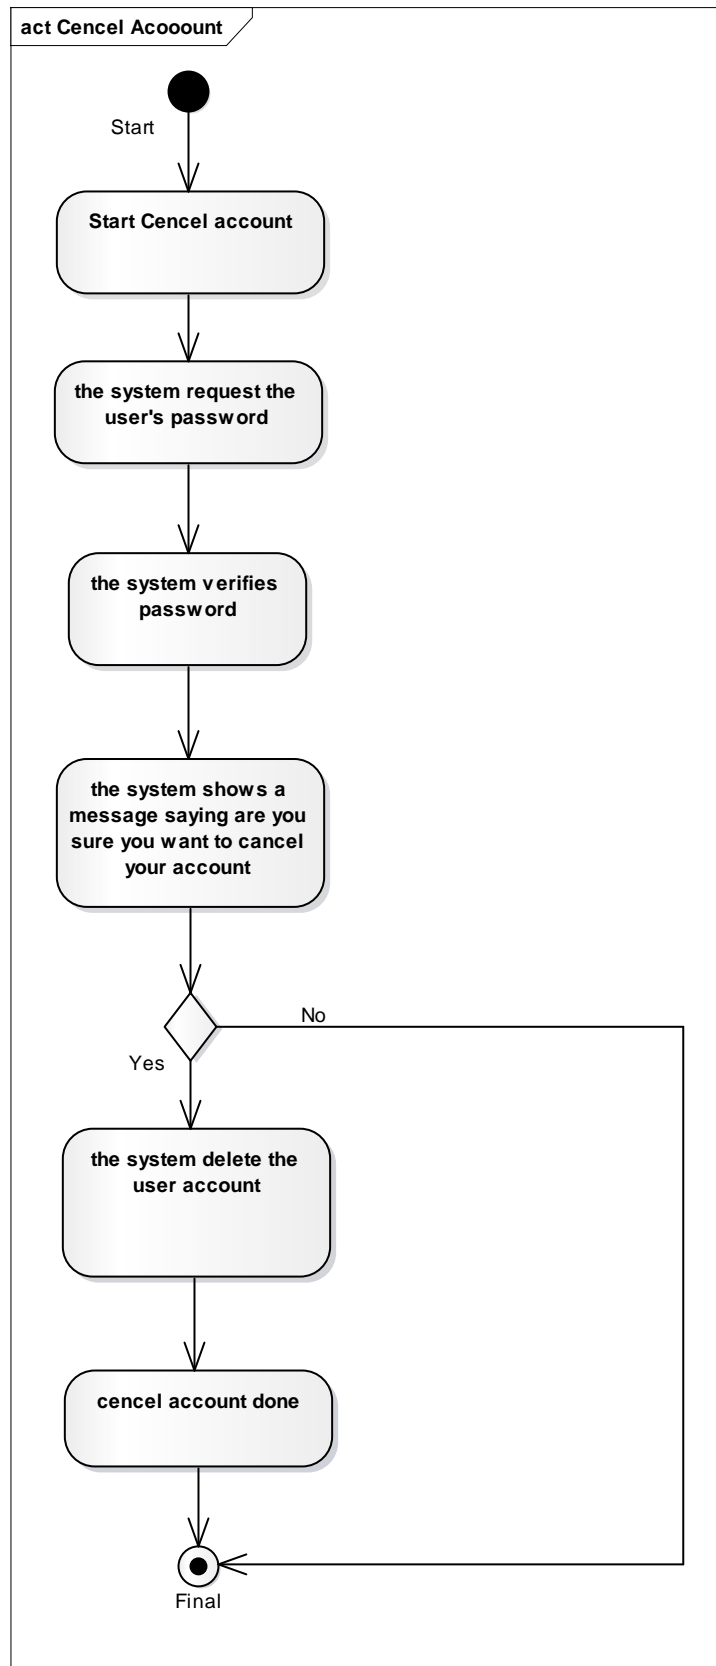 act Cencel Acooount
Start
Start Cencel account
the system request the
user's password
the system verifies
password
the system shows a
message saying are you
sure you want to cancel
your account
No
Yes
the system delete the
user account
cencel account done
Final